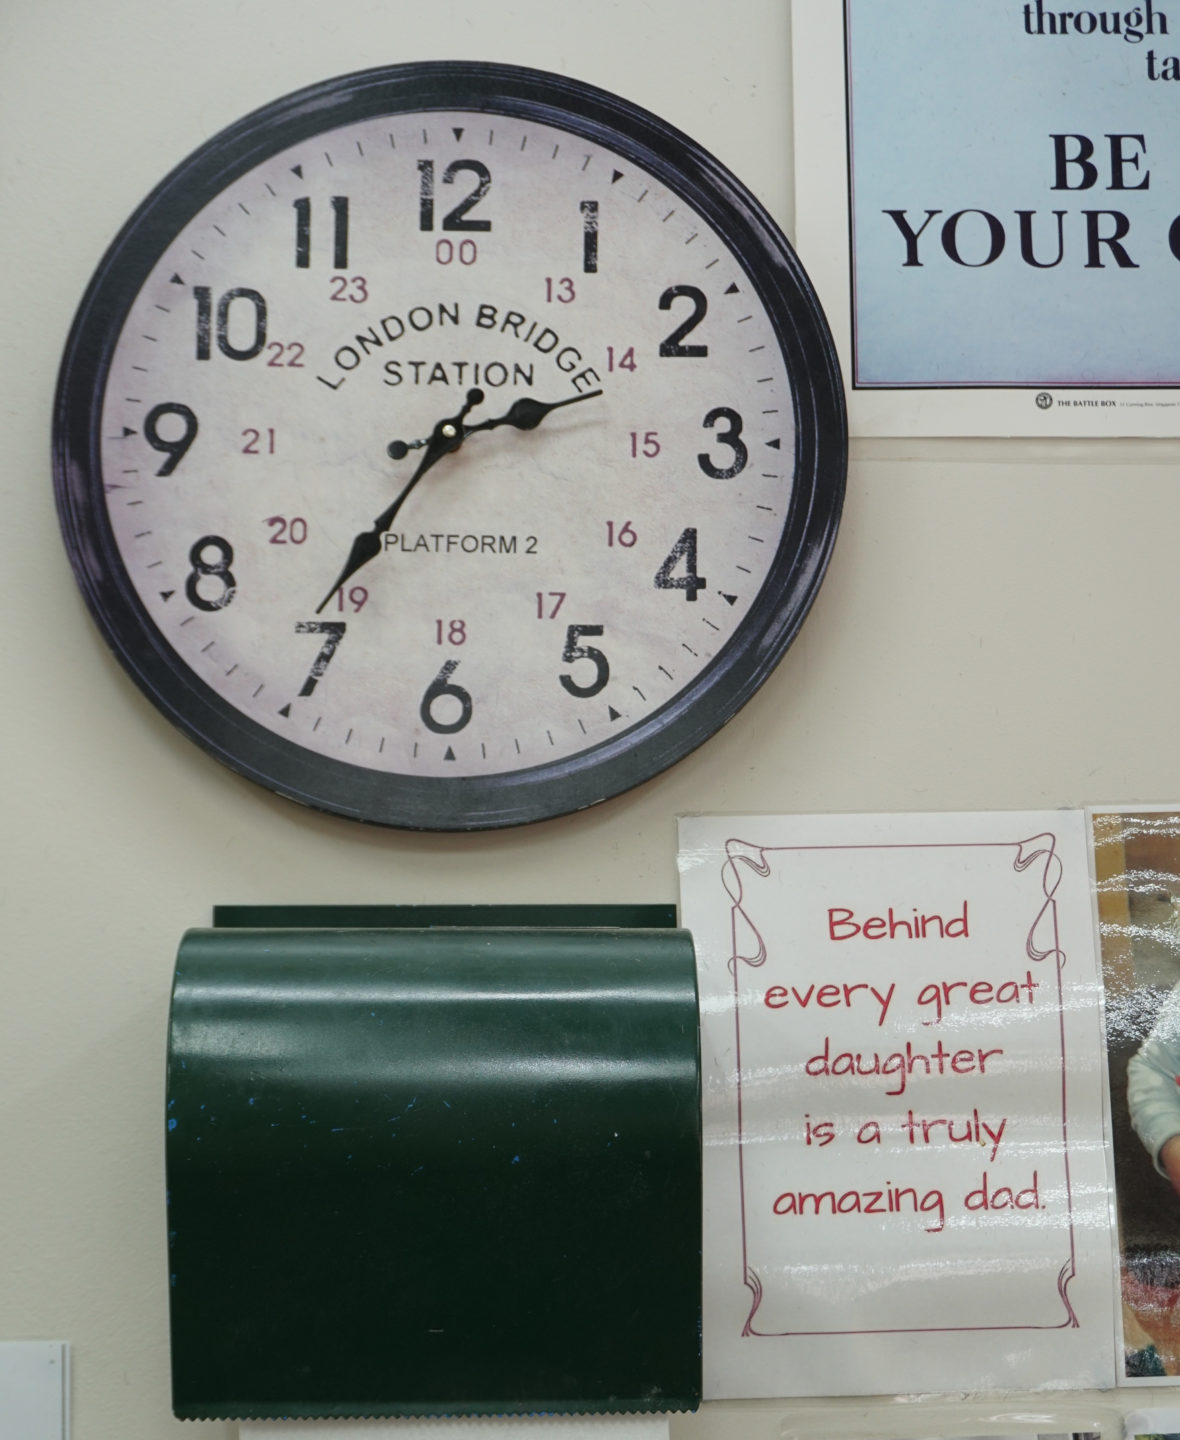 through
ta
BE
YOUR
THE BATTLE BOX
12
11
1
00
23
13
10
2
22
14
LONDON BRIDGE
STATION
9
21
15
3
20
16
8
4
PLATFORM 2
19
17
18
7
5
6
Behind
every great
daughter
is a truly
amazing dad.